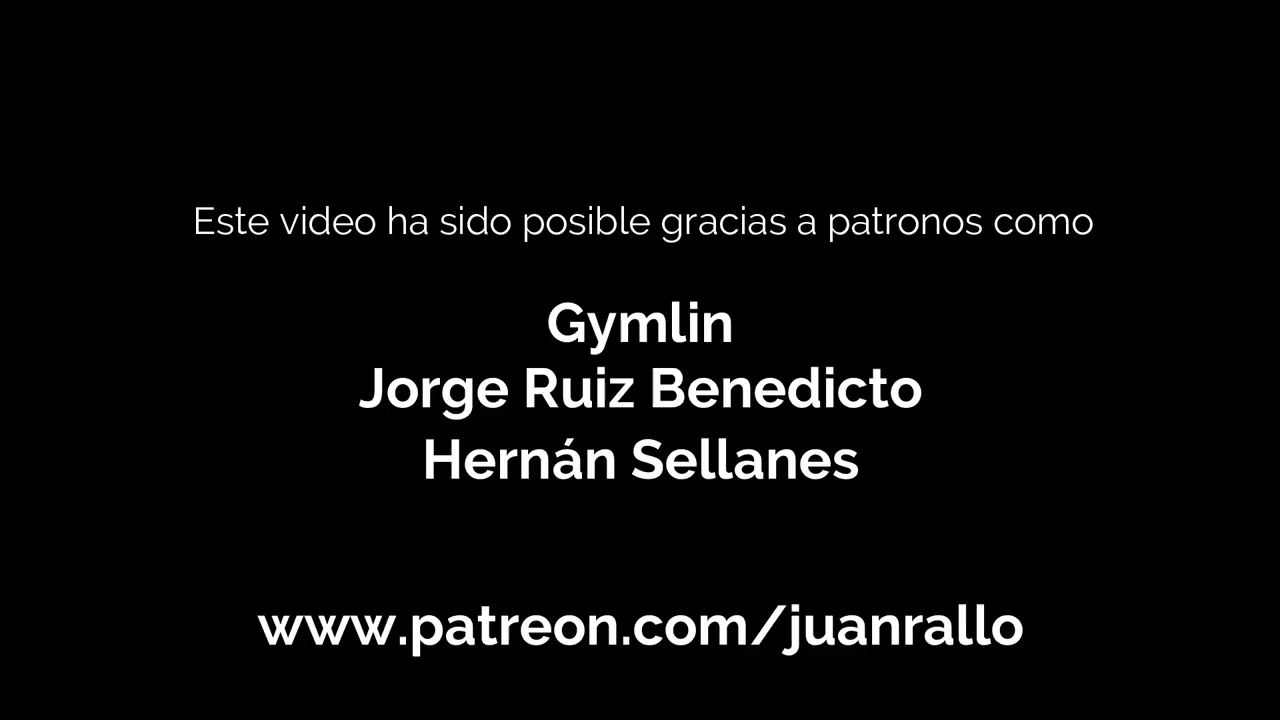 Este video ha sido posible gracias a patronos como
Gymlin
Jorge Ruiz Benedicto
Hernán Sellanes
www.patreon.com/juanrallo